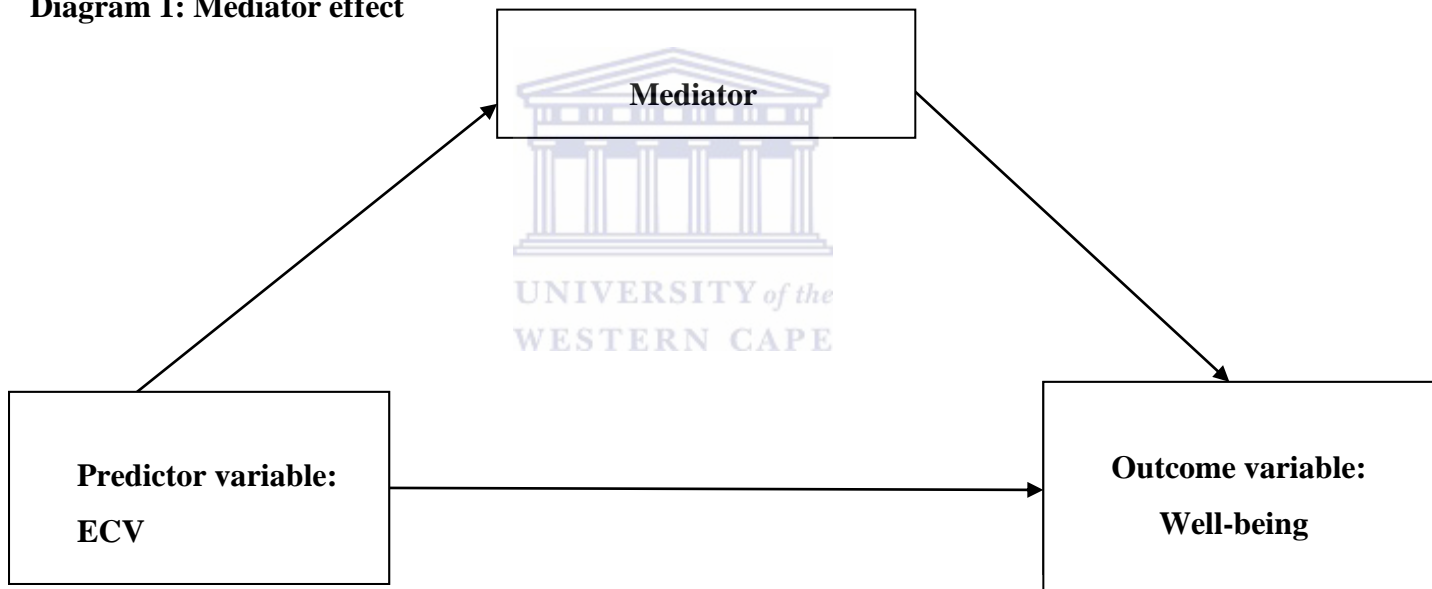 Diagram 1: Mediator effect
Mediator
UNIVERSITY of the
WESTERN CAPE
Predictor variable:
ECV
Outcome variable:
Well-being